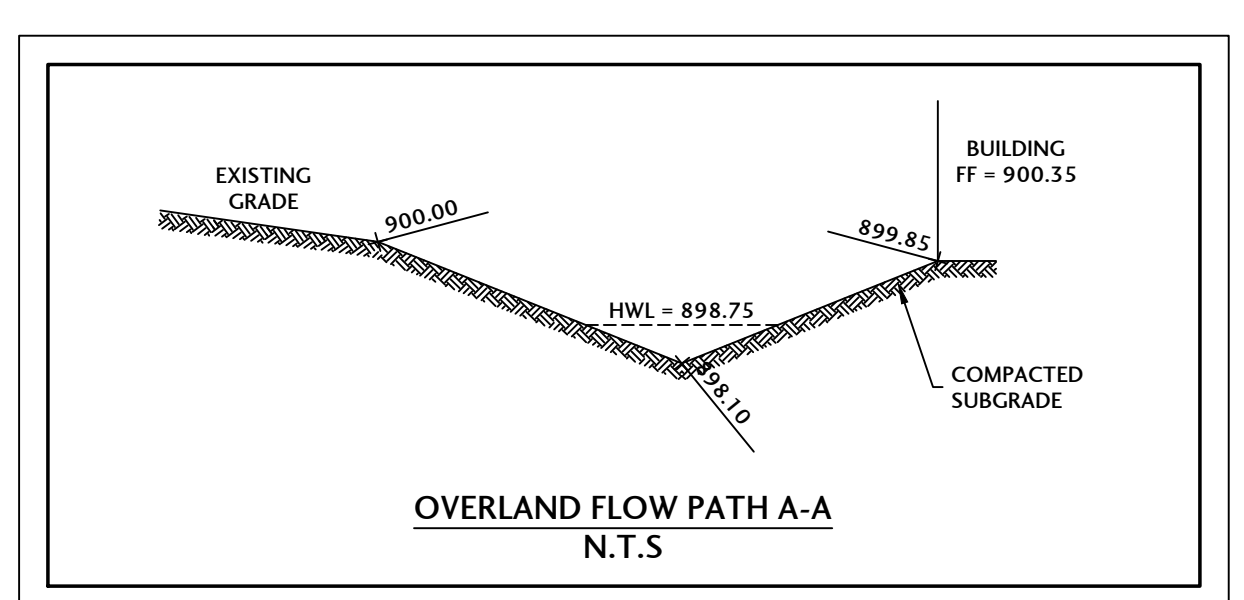 EXISTING
GRADE
900.00
BUILDING
FF = 900.35
899.85
HWL = 898.75
898.10
COMPACTED
SUBGRADE
OVERLAND FLOW PATH A-A
N.T.S